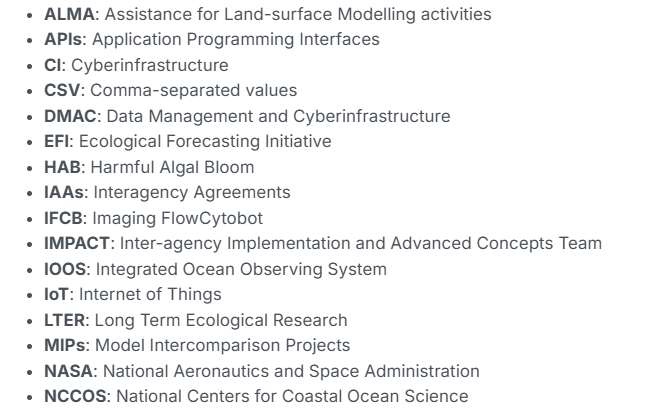 • ALMA: Assistance for Land-surface Modelling activities
• APIs: Application Programming Interfaces
• CI: Cyberinfrastructure
• CSV: Comma-separated values
• DMAC: Data Management and Cyberinfrastructure
• EFI: Ecological Forecasting Initiative
• HAB: Harmful Algal Bloom
• IAAs: Interagency Agreements
• IFCB: Imaging FlowCytobot
• IMPACT: Inter-agency Implementation and Advanced Concepts Team
• IOOS: Integrated Ocean Observing System
• IoT: Internet of Things
• LTER: Long Term Ecological Research
• MIPs: Model Intercomparison Projects
• NASA: National Aeronautics and Space Administration
• NCCOS: National Centers for Coastal Ocean Science